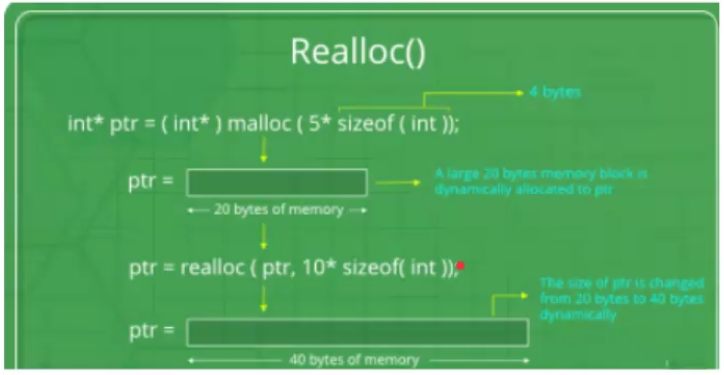 Realloc()
4 bytes
int* ptr = ( int* ) malloc ( 5* sizeof ( int ));
ptr =
A large 20 bytes memory block is
dynamically allocated to ptr
20 bytes of memory
ptr = realloc ( ptr, 10* sizeof( int ));
The size of ptr is changed
from 20 bytes to 40 bytes
dynamically
ptr =
40 bytes of memory